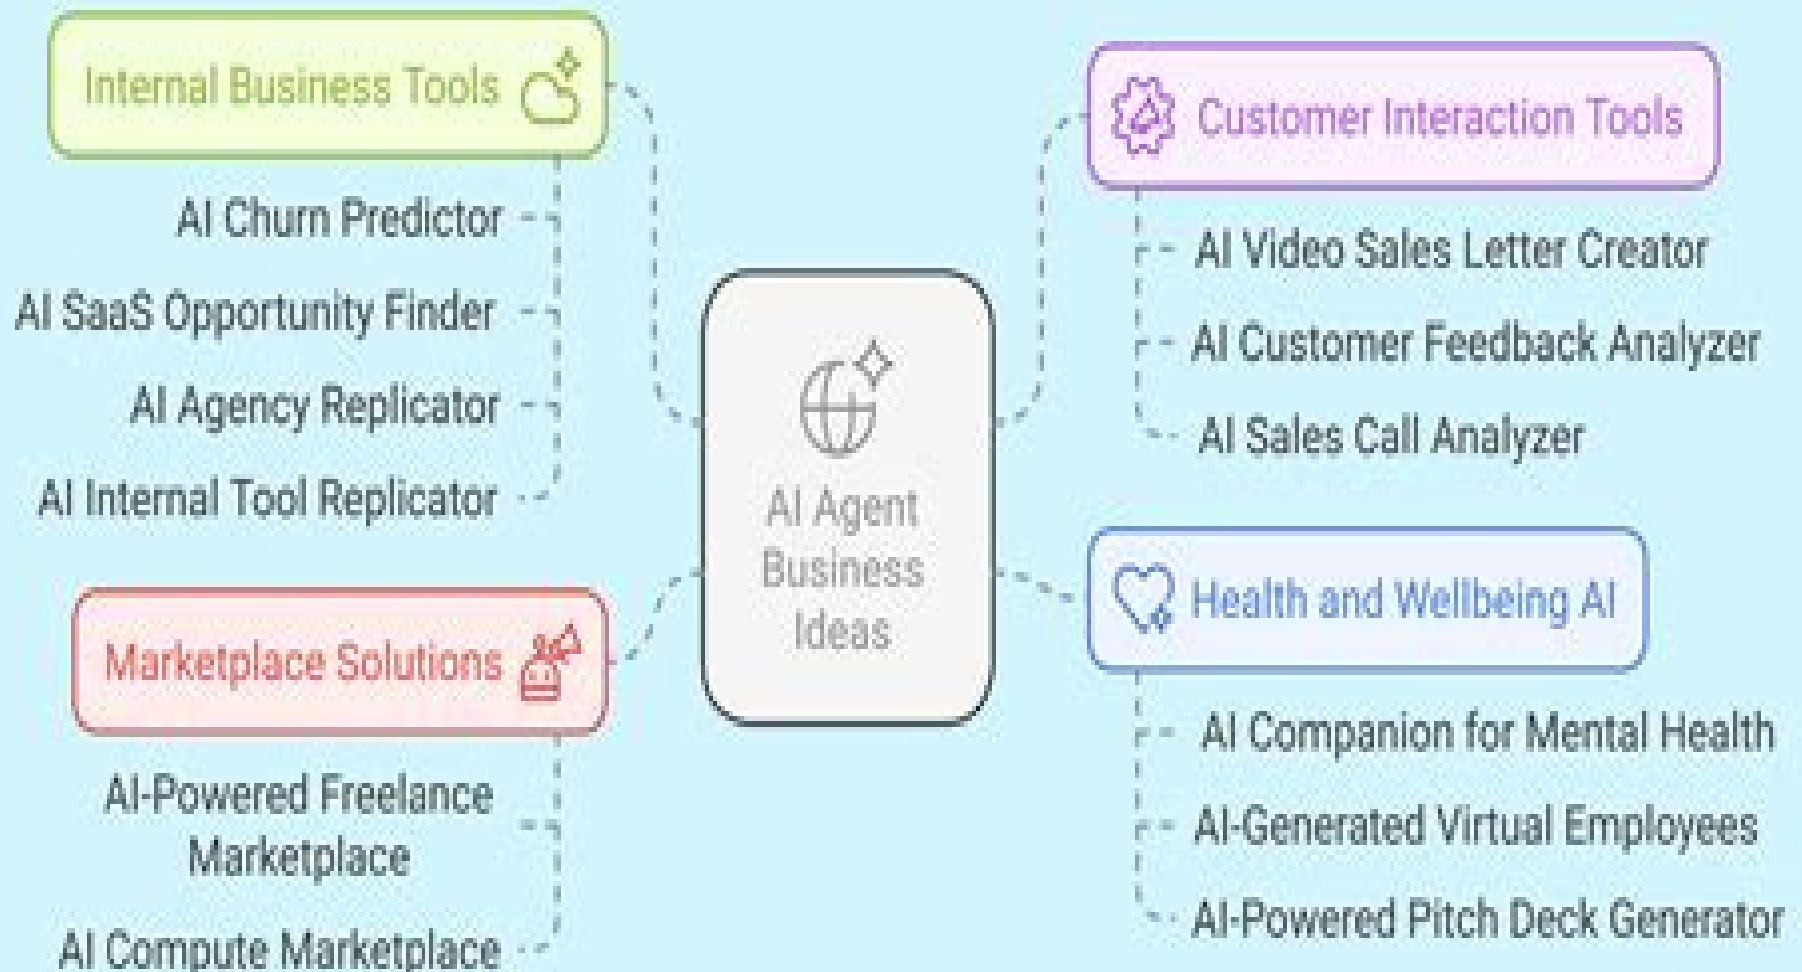 Internal Business Tools
AI Churn Predictor
AI SaaS Opportunity Finder
AI Agency Replicator
AI Internal Tool Replicator
Marketplace Solutions
AI-Powered Freelance
Marketplace
AI Compute Marketplace
AI Agent
Business
Ideas
Customer Interaction Tools
AI Video Sales Letter Creator
AI Customer Feedback Analyzer
AI Sales Call Analyzer
Health and Wellbeing AI
AI Companion for Mental Health
AI-Generated Virtual Employees
AI-Powered Pitch Deck Generator